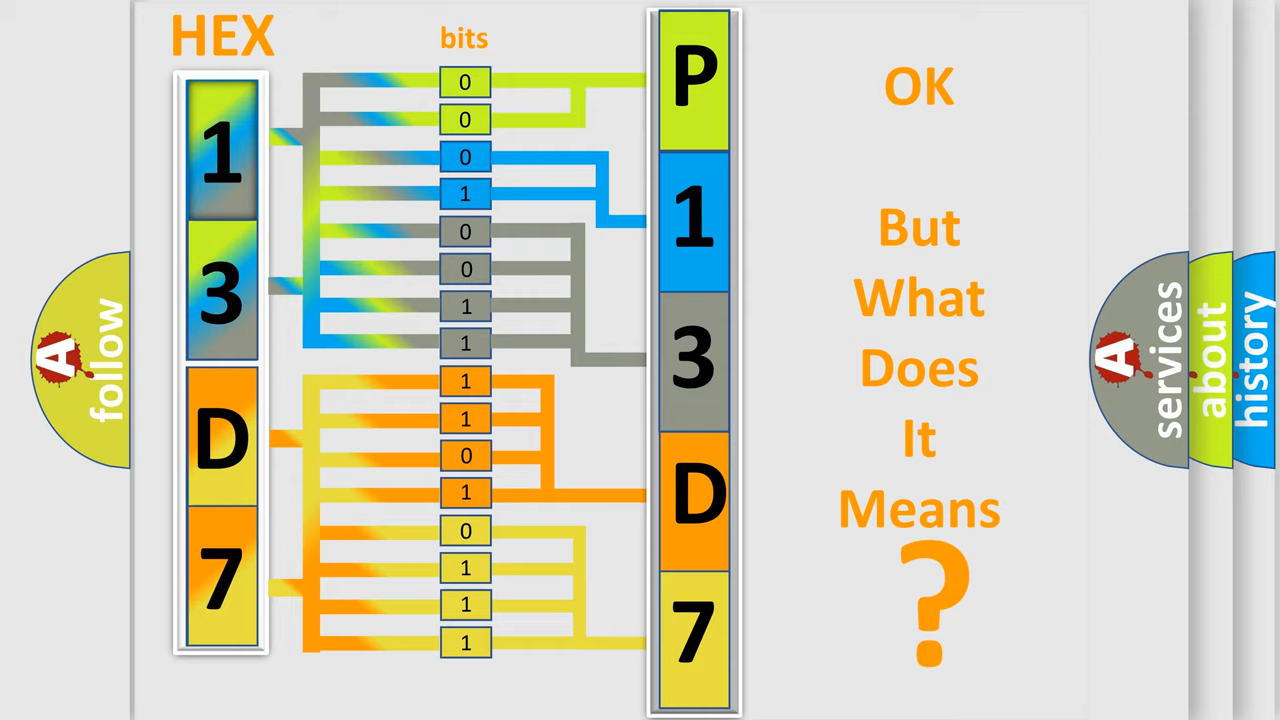 HEX
bits
1
3
D
7
0
0
0
1
0
0
1
1
1
1
0
1
0
1
1
1
P
1
3
D
7
OK
But
What
Does
It
Means
?
A
follow
A
services
about
history